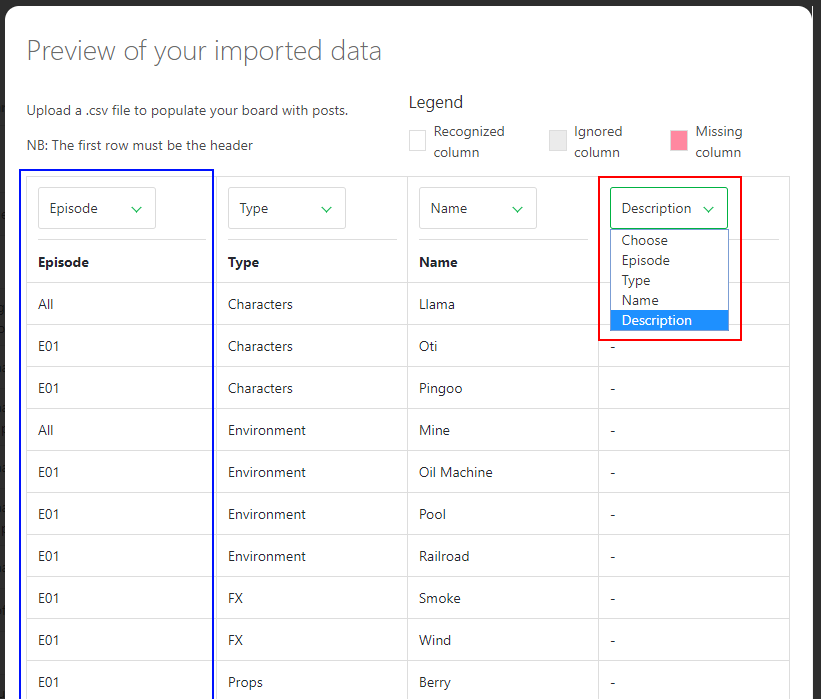 Preview of your imported data
Upload a .csv file to populate your board with posts.
NB: The first row must be the header
Legend
Recognized column
Ignored column
Missing column
Episode Type Name Description
Choose
Episode
Type
Name
Description
Episode Type Name
All Characters Llama
E01 Characters Oti -
E01 Characters Pingoo -
All Environment Mine -
E01 Environment Oil Machine -
E01 Environment Pool -
E01 Environment Railroad -
E01 FX Smoke -
E01 FX Wind -
E01 Props Berry -